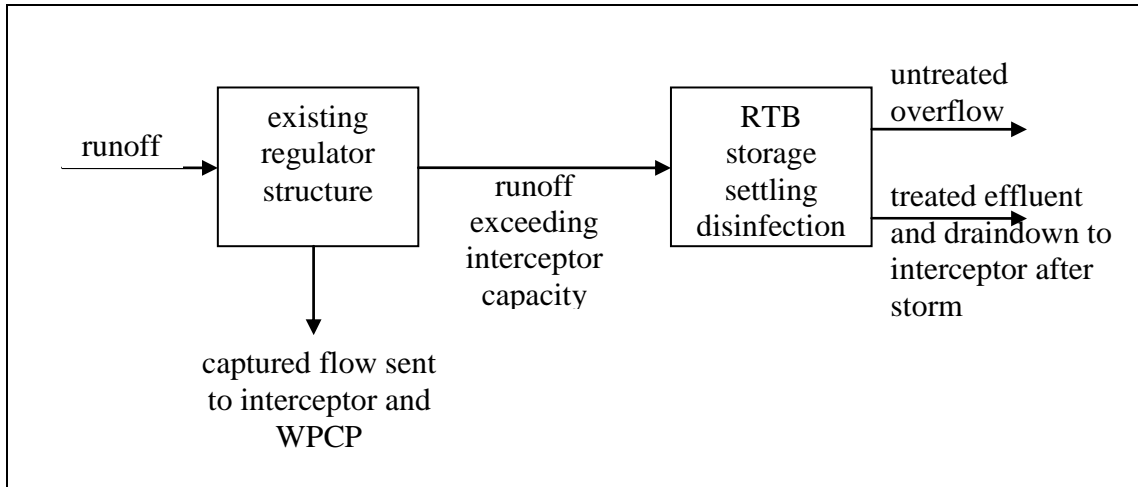 runoff
existing
regulator
structure
captured flow sent
to interceptor and
WPCP
runoff
exceeding
interceptor
capacity
RTB
storage
settling
disinfection
untreated
overflow
treated effluent
and draindown to
interceptor after
storm